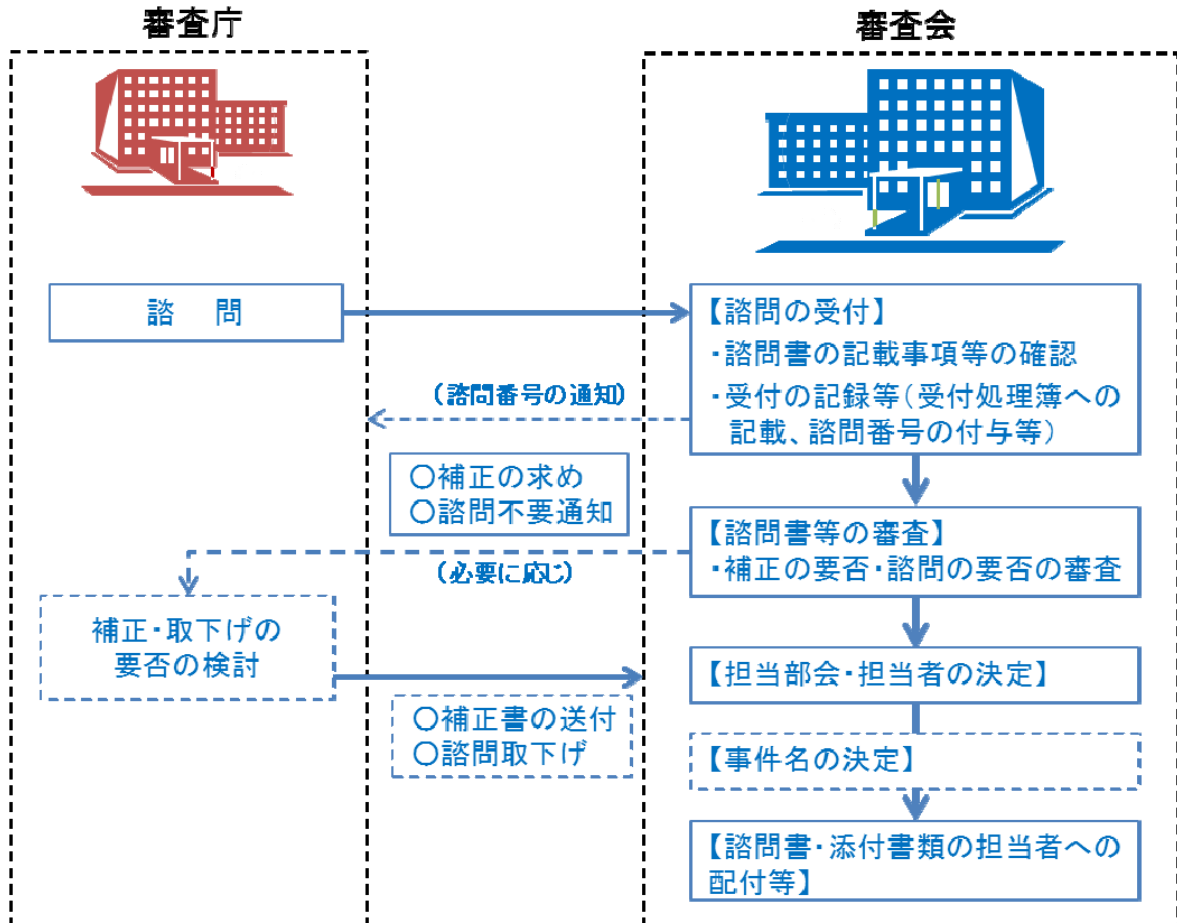 審査庁
審査会
諮 問
【諮問の受付】
・諮問書の記載事項等の確認
・受付の記録等（受付処理簿への
記載、諮問番号の付与等）
（諮問番号の通知）
〇補正の求め
〇諮問不要通知
【諮問書等の審査】
・補正の要否・諮問の要否の審査
（必要に応じ）
補正・取下げの
要否の検討
【担当部会・担当者の決定】
〇補正書の送付
〇諮問取下げ
【事件名の決定】
【諮問書・添付書類の担当者への
配付等】